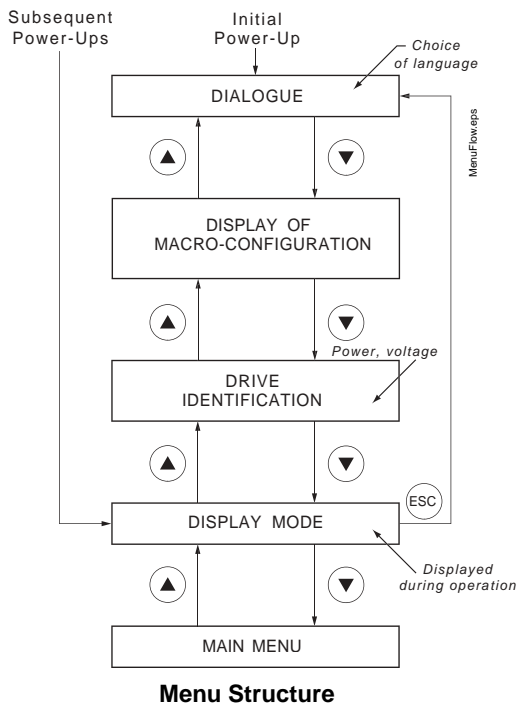 Subsequent
Power-Ups
Initial
Power-Up
Choice
of language
DIALOGUE
MenuFlow.eps
DISPLAY OF
MACRO-CONFIGURATION
Power, voltage
DRIVE
IDENTIFICATION
ESC
DISPLAY MODE
Displayed
during operation
MAIN MENU
Menu Structure